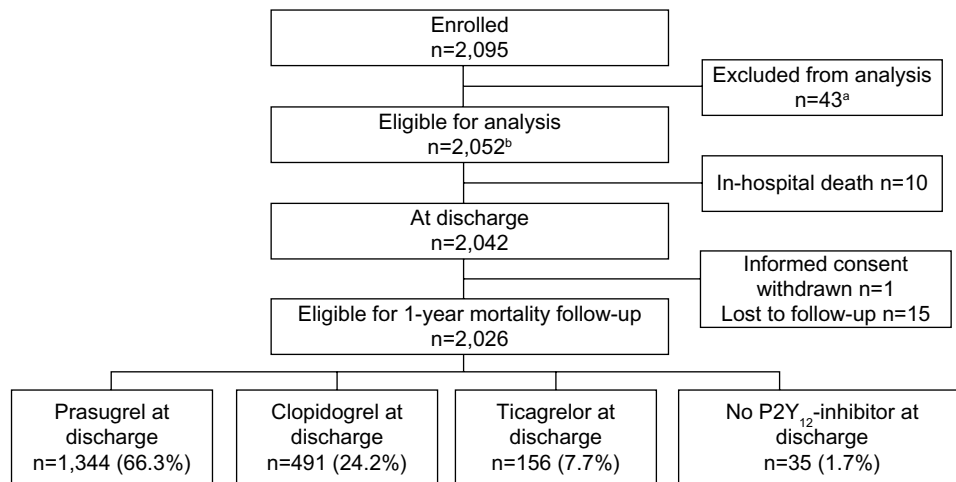 Enrolled
n=2,095
Excluded from analysis
n=43ᵃ
Eligible for analysis
n=2,052ᵇ
In-hospital death n=10
At discharge
n=2,042
Informed consent
withdrawn n=1
Lost to follow-up n=15
Eligible for 1-year mortality follow-up
n=2,026
Prasugrel at
discharge
n=1,344 (66.3%)
Clopidogrel at
discharge
n=491 (24.2%)
Ticagrelor at
discharge
n=156 (7.7%)
No P2Y₁₂-inhibitor at
discharge
n=35 (1.7%)